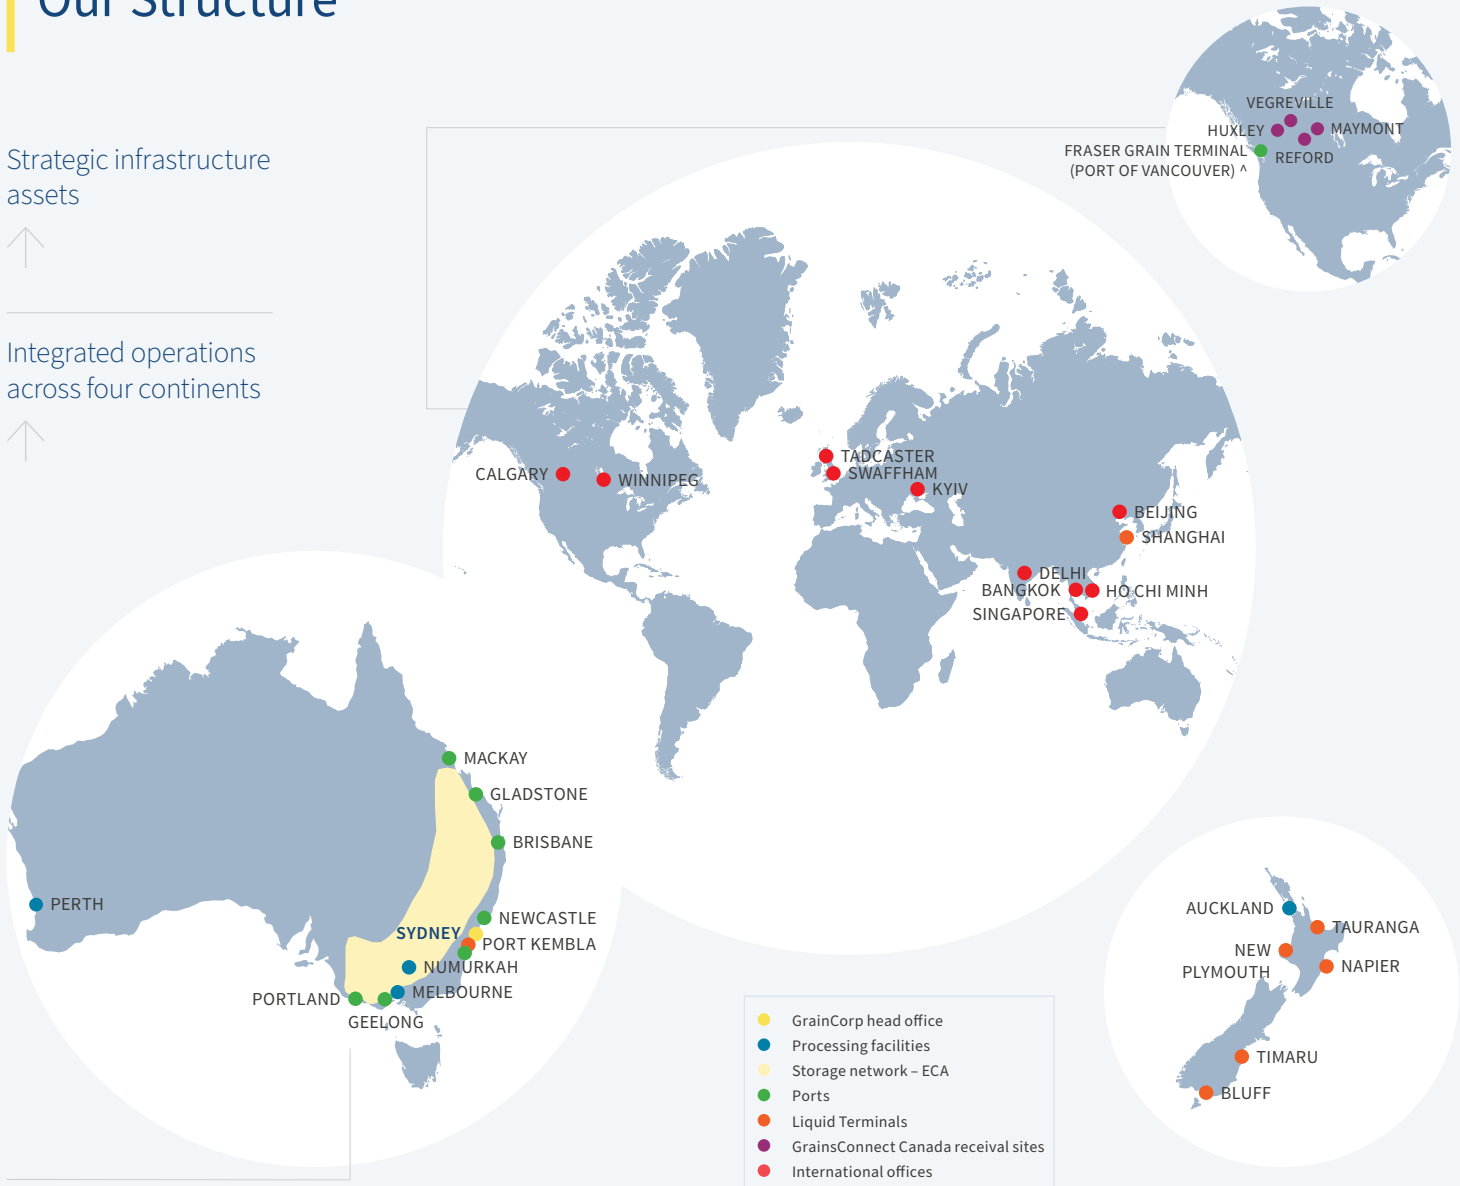 Our Structure
Strategic infrastructure
assets
Integrated operations
across four continents
VEGREVILLE
HUXLEY
MAYMONT
FRASER GRAIN TERMINAL
(PORT OF VANCOUVER) ^
REFORD
CALGARY
WINNIPEG
TADCASTER
SWAFFHAM
KYIV
BEIJING
SHANGHAI
DELHI
BANGKOK
HO CHI MINH
SINGAPORE
MACKAY
GLADSTONE
BRISBANE
PERTH
NEWCASTLE
SYDNEY
PORT KEMBLA
NUMURKAH
MELBOURNE
PORTLAND
GEELONG
AUCKLAND
TAURANGA
NEW
PLYMOUTH
NAPIER
TIMARU
BLUFF
GrainCorp head office
Processing facilities
Storage network – ECA
Ports
Liquid Terminals
GrainsConnect Canada receival sites
International offices